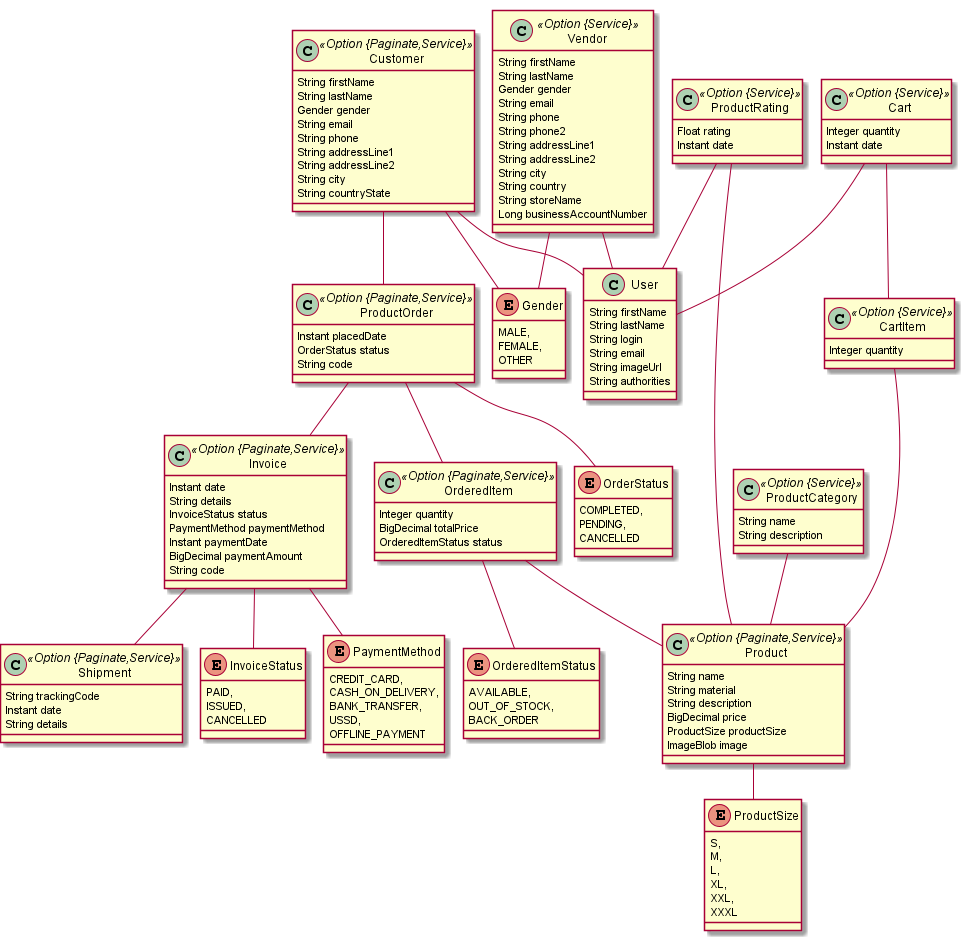 C «Option {Paginate,Service}»
Customer
String firstName
String lastName
Gender gender
String email
String phone
String addressLine1
String addressLine2
String city
String countryState
C «Option {Service}»
Vendor
String firstName
String lastName
Gender gender
String email
String phone
String phone2
String addressLine1
String addressLine2
String city
String country
String storeName
Long businessAccountNumber
C «Option {Service}»
ProductRating
Float rating
Instant date
C «Option {Service}»
Cart
Integer quantity
Instant date
C «Option {Paginate,Service}»
ProductOrder
Instant placedDate
OrderStatus status
String code
E Gender
MALE,
FEMALE,
OTHER
C User
String firstName
String lastName
String login
String email
String imageUrl
String authorities
C «Option {Service}»
CartItem
Integer quantity
C «Option {Paginate,Service}»
Invoice
Instant date
String details
InvoiceStatus status
PaymentMethod paymentMethod
Instant paymentDate
BigDecimal paymentAmount
String code
C «Option {Paginate,Service}»
OrderedItem
Integer quantity
BigDecimal totalPrice
OrderedItemStatus status
E OrderStatus
COMPLETED,
PENDING,
CANCELLED
C «Option {Service}»
ProductCategory
String name
String description
C «Option {Paginate,Service}»
Shipment
String trackingCode
Instant date
String details
E InvoiceStatus
PAID,
ISSUED,
CANCELLED
E PaymentMethod
CREDIT_CARD,
CASH_ON_DELIVERY,
BANK_TRANSFER,
USSD,
OFFLINE_PAYMENT
E OrderedItemStatus
AVAILABLE,
OUT_OF_STOCK,
BACK_ORDER
C «Option {Paginate,Service}»
Product
String name
String material
String description
BigDecimal price
ProductSize productSize
ImageBlob image
E ProductSize
S,
M,
L,
XL,
XXL,
XXXL